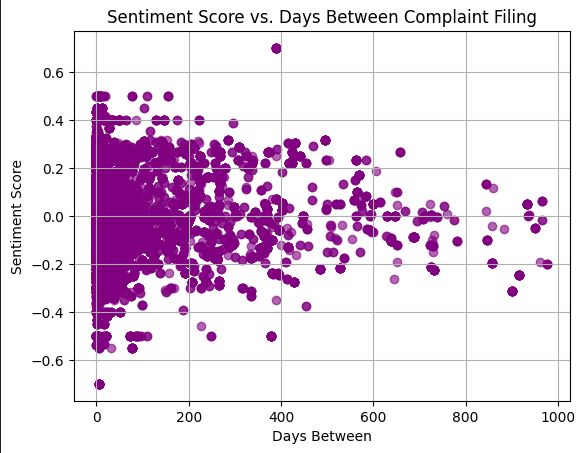 Sentiment Score vs. Days Between Complaint Filing
0.6
0.4
0.2
0.0
−0.2
−0.4
−0.6
Sentiment Score
0 200 400 600 800 1000
Days Between